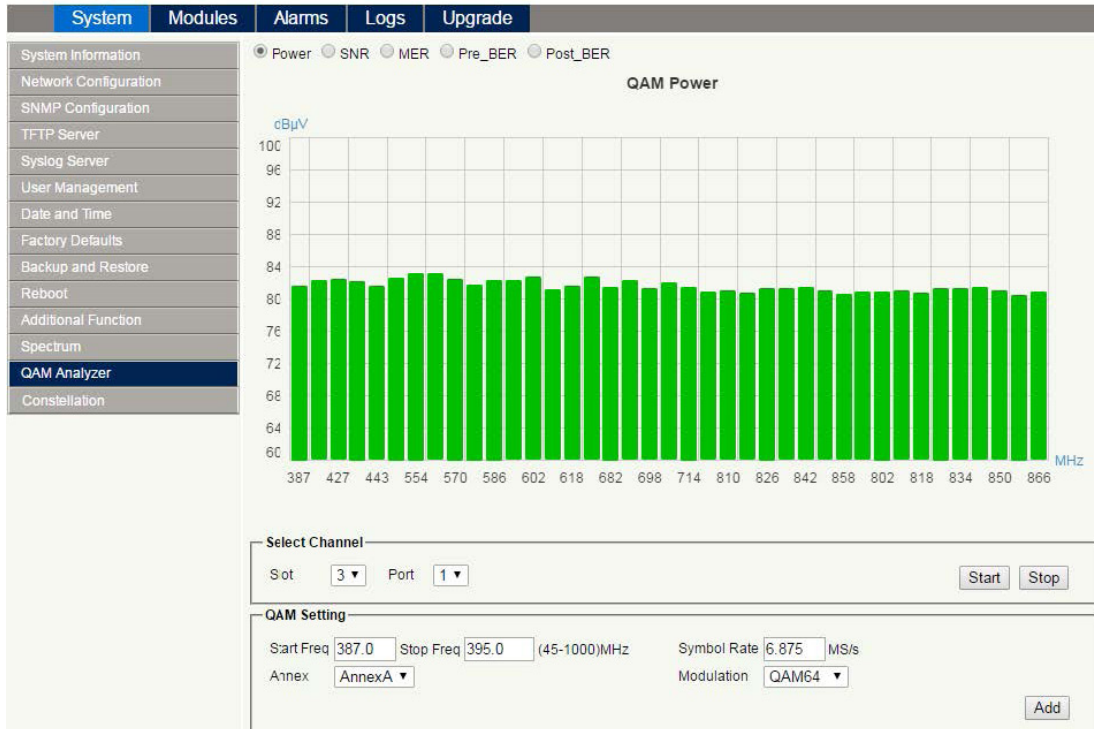 System Modules Alarms Logs Upgrade
System Information
Network Configuration
SNMP Configuration
TFTP Server
Syslog Server
User Management
Date and Time
Factory Defaults
Backup and Restore
Reboot
Additional Function
Spectrum
QAM Analyzer
Constellation
Power SNR MER Pre_BER Post_BER
QAM Power
dBµV
100
96
92
88
84
80
76
72
68
64
60
MHz
387 427 443 554 570 586 602 618 682 698 714 810 826 842 858 802 818 834 850 866
Select Channel
Slot 3 Port 1 Start Stop
QAM Setting
Start Freq 387.0 Stop Freq 395.0 (45-1000)MHz Symbol Rate 6.875 MS/s
Annex AnnexA Modulation QAM64
Add